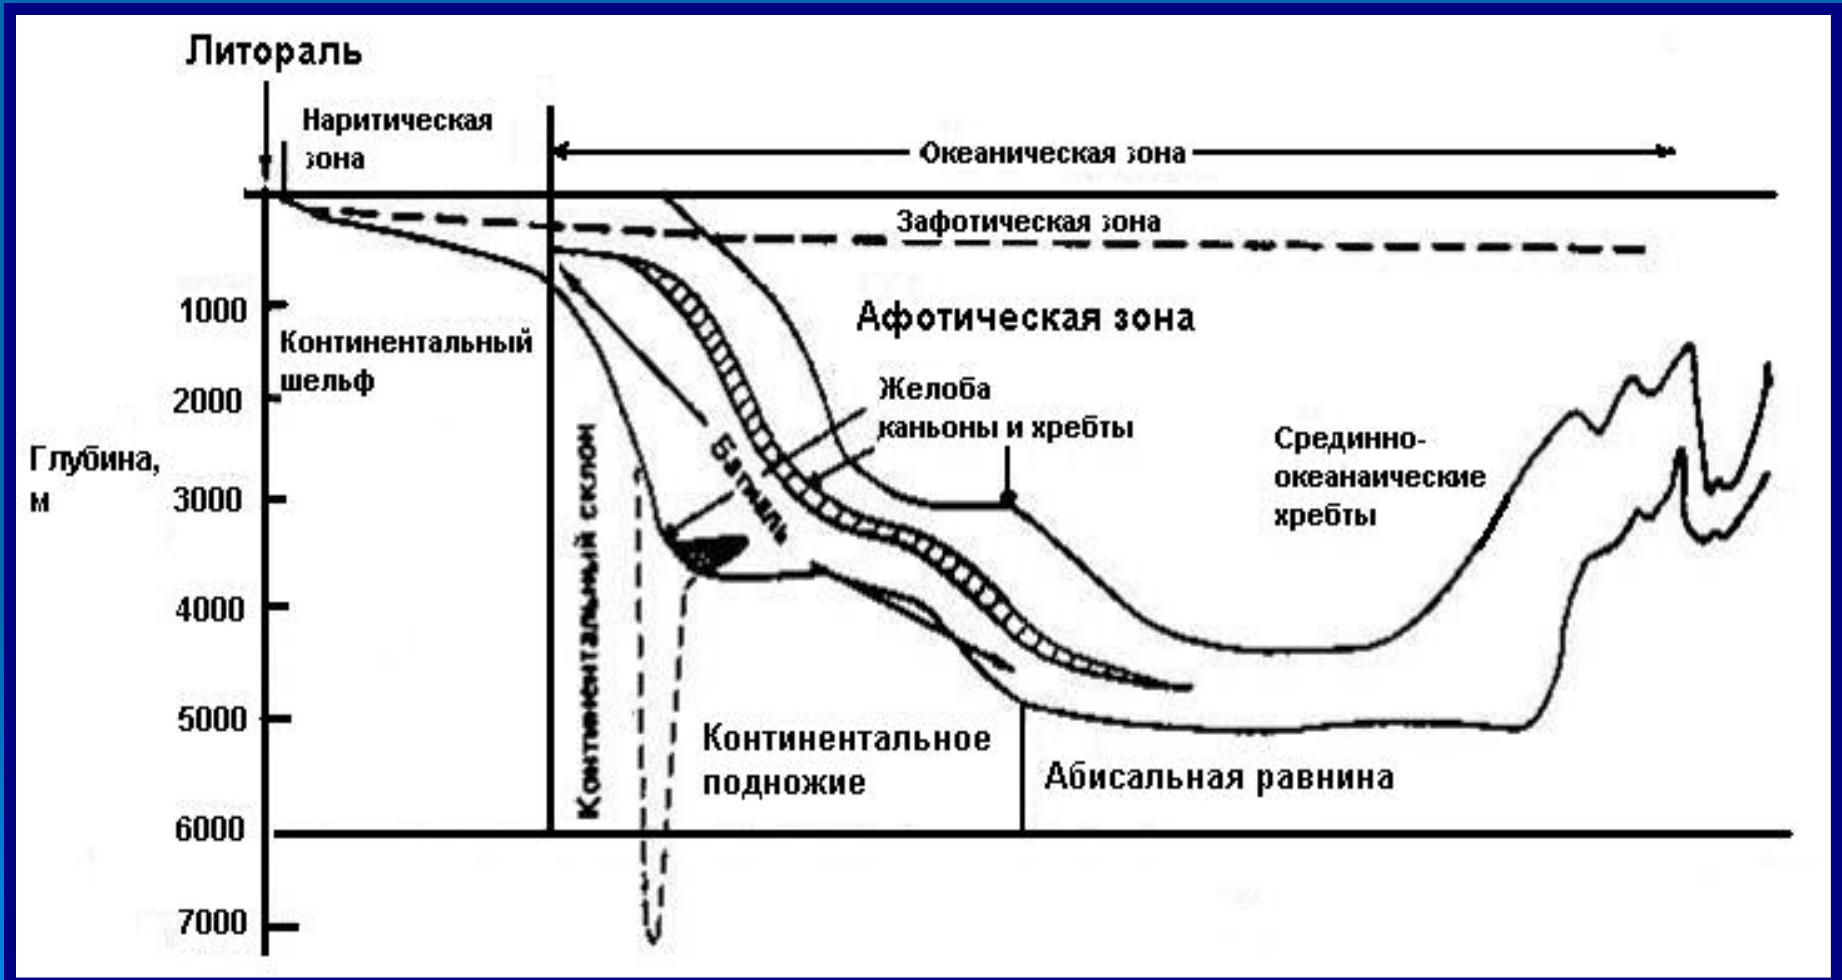 Литораль
Наритическая
зона
Океаническая зона
Зафотическая зона
1000
Афотическая зона
Континентальный
шельф
2000
Желоба
каньоны и хребты
Глубина,
м
3000
Батиаль
Срединно-
океанаические
хребты
Континентальный склон
4000
5000
Континентальное
подножие
Абисальная равнина
6000
7000